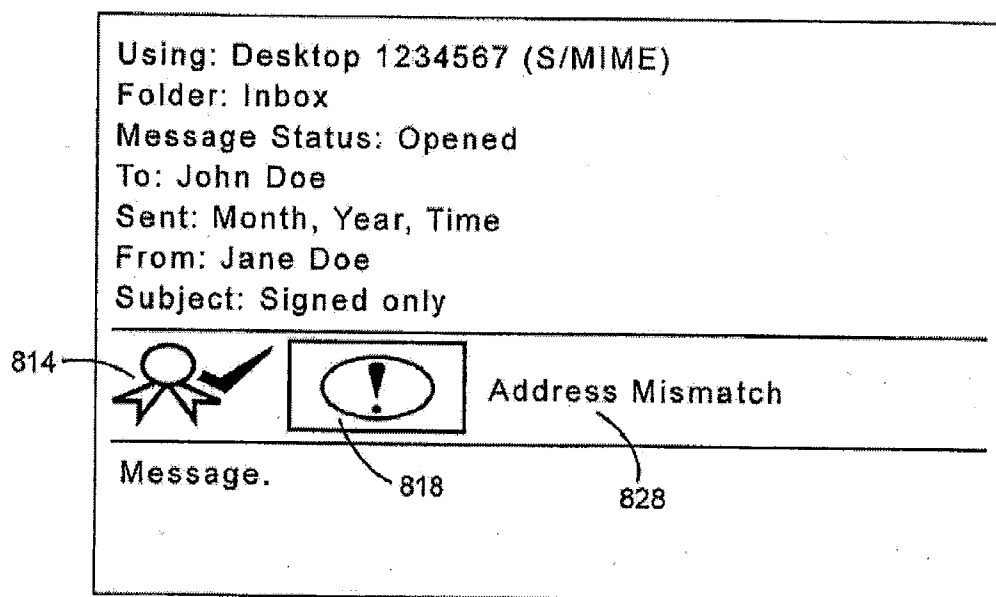 Using: Desktop 1234567 (S/MIME)
Folder: Inbox
Message Status: Opened
To: John Doe
Sent: Month, Year, Time
From: Jane Doe
Subject: Signed only
814
! Address Mismatch
Message.
818
828